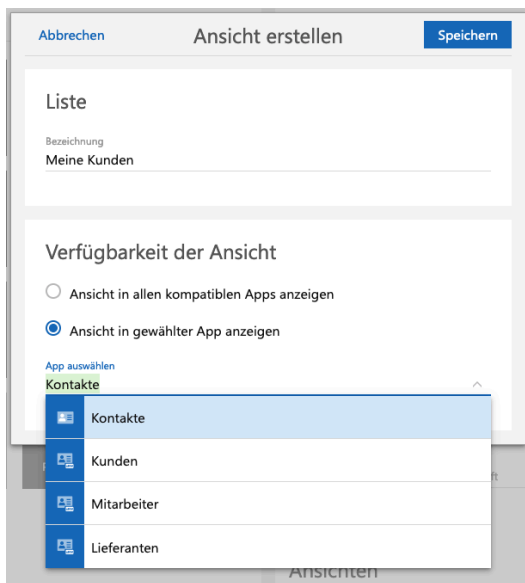 Abbrechen
Ansicht erstellen
Speichern
Liste
Bezeichnung
Meine Kunden
Verfügbarkeit der Ansicht
Ansicht in allen kompatiblen Apps anzeigen
Ansicht in gewählter App anzeigen
App auswählen
Kontakte
Kontakte
Kunden
Mitarbeiter
Lieferanten
Ansichten